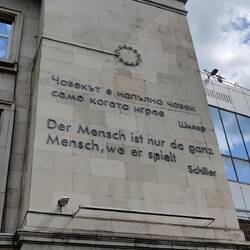 Човекът е напълно човек
само когато играе
Шилер
Der Mensch ist nur da ganz
Mensch, wo er spielt
Schiller